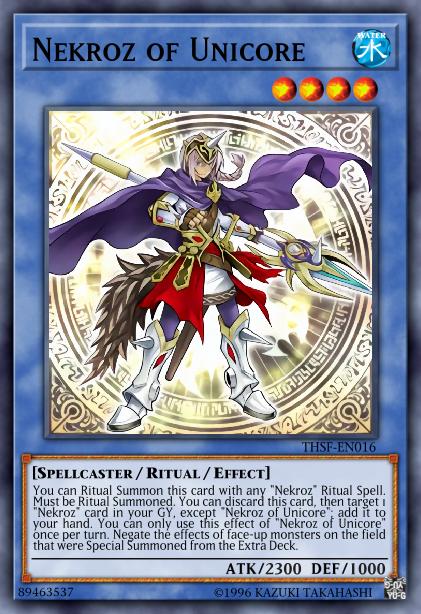 Nekroz of Unicore
WATER
水
THSF-EN016
[Spellcaster / Ritual / Effect]
You can Ritual Summon this card with any "Nekroz" Ritual Spell.
Must be Ritual Summoned. You can discard this card, then target 1
"Nekroz" card in your GY, except "Nekroz of Unicore"; add it to
your hand. You can only use this effect of "Nekroz of Unicore"
once per turn. Negate the effects of face-up monsters on the field
that were Special Summoned from the Extra Deck.
ATK/2300 DEF/1000
89463537
©1996 KAZUKI TAKAHASHI